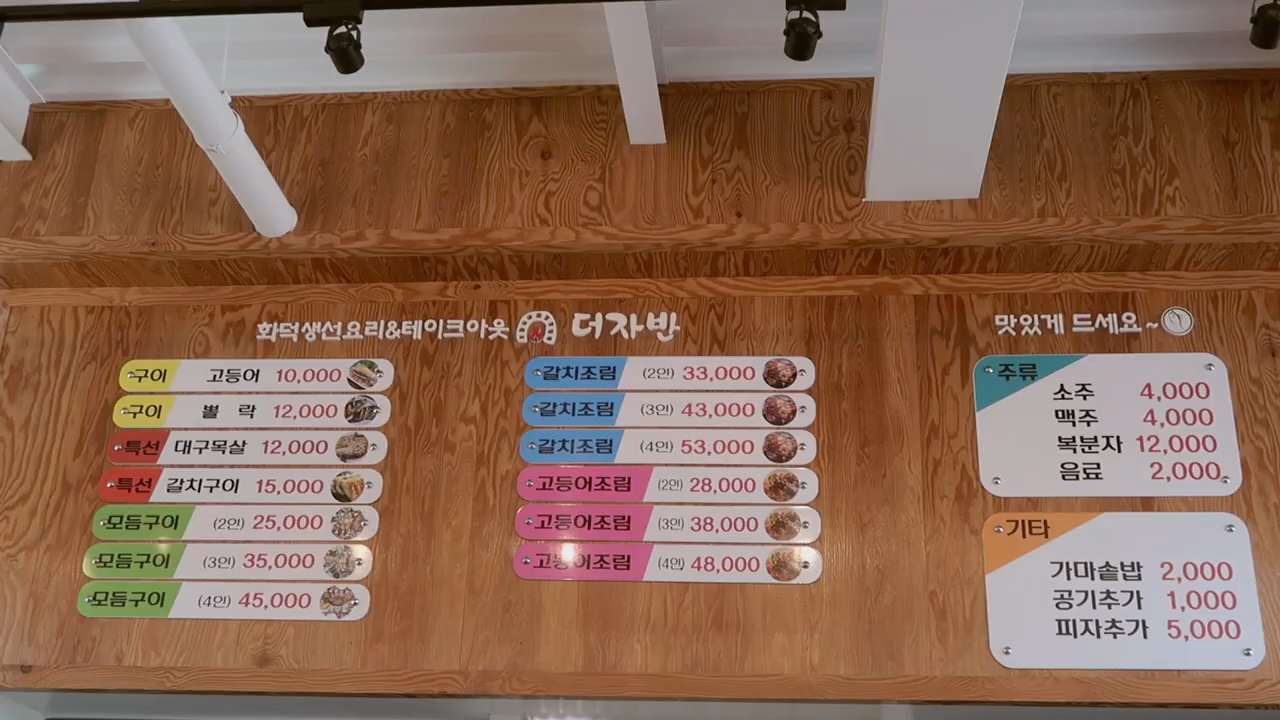 화덕생선요리&테이크아웃 더자반
구이 고등어 10,000
구이 뽈 락 12,000
특선 대구목살 12,000
특선 갈치구이 15,000
모듬구이 (2인) 25,000
모듬구이 (3인) 35,000
모듬구이 (4인) 45,000
갈치조림 (2인) 33,000
갈치조림 (3인) 43,000
갈치조림 (4인) 53,000
고등어조림 (2인) 28,000
고등어조림 (3인) 38,000
고등어조림 (4인) 48,000
맛있게 드세요~
주류
소주 4,000
맥주 4,000
복분자 12,000
음료 2,000
기타
가마솥밥 2,000
공기추가 1,000
피자추가 5,000